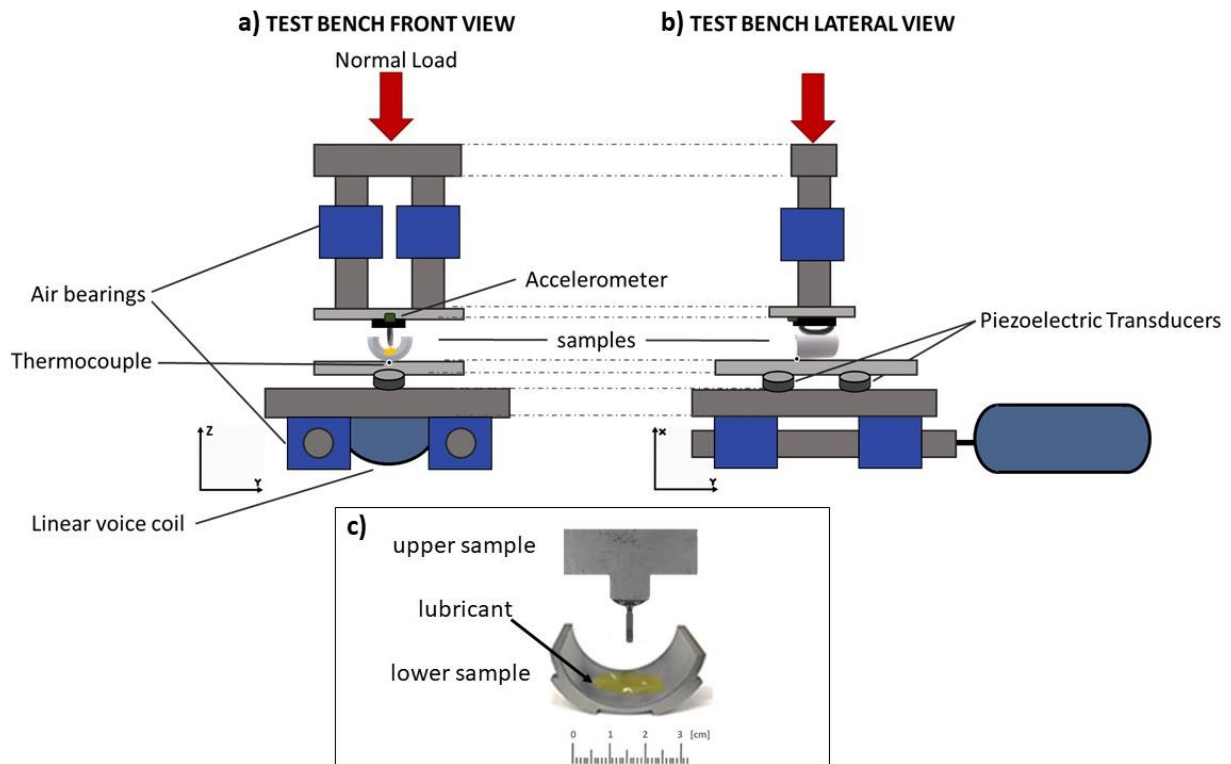 a) TEST BENCH FRONT VIEW
b) TEST BENCH LATERAL VIEW
Normal Load
Air bearings
Accelerometer
Piezoelectric Transducers
samples
Thermocouple
Z
Y
X
Y
Linear voice coil
c)
upper sample
lubricant
lower sample
0 1 2 3 [cm]